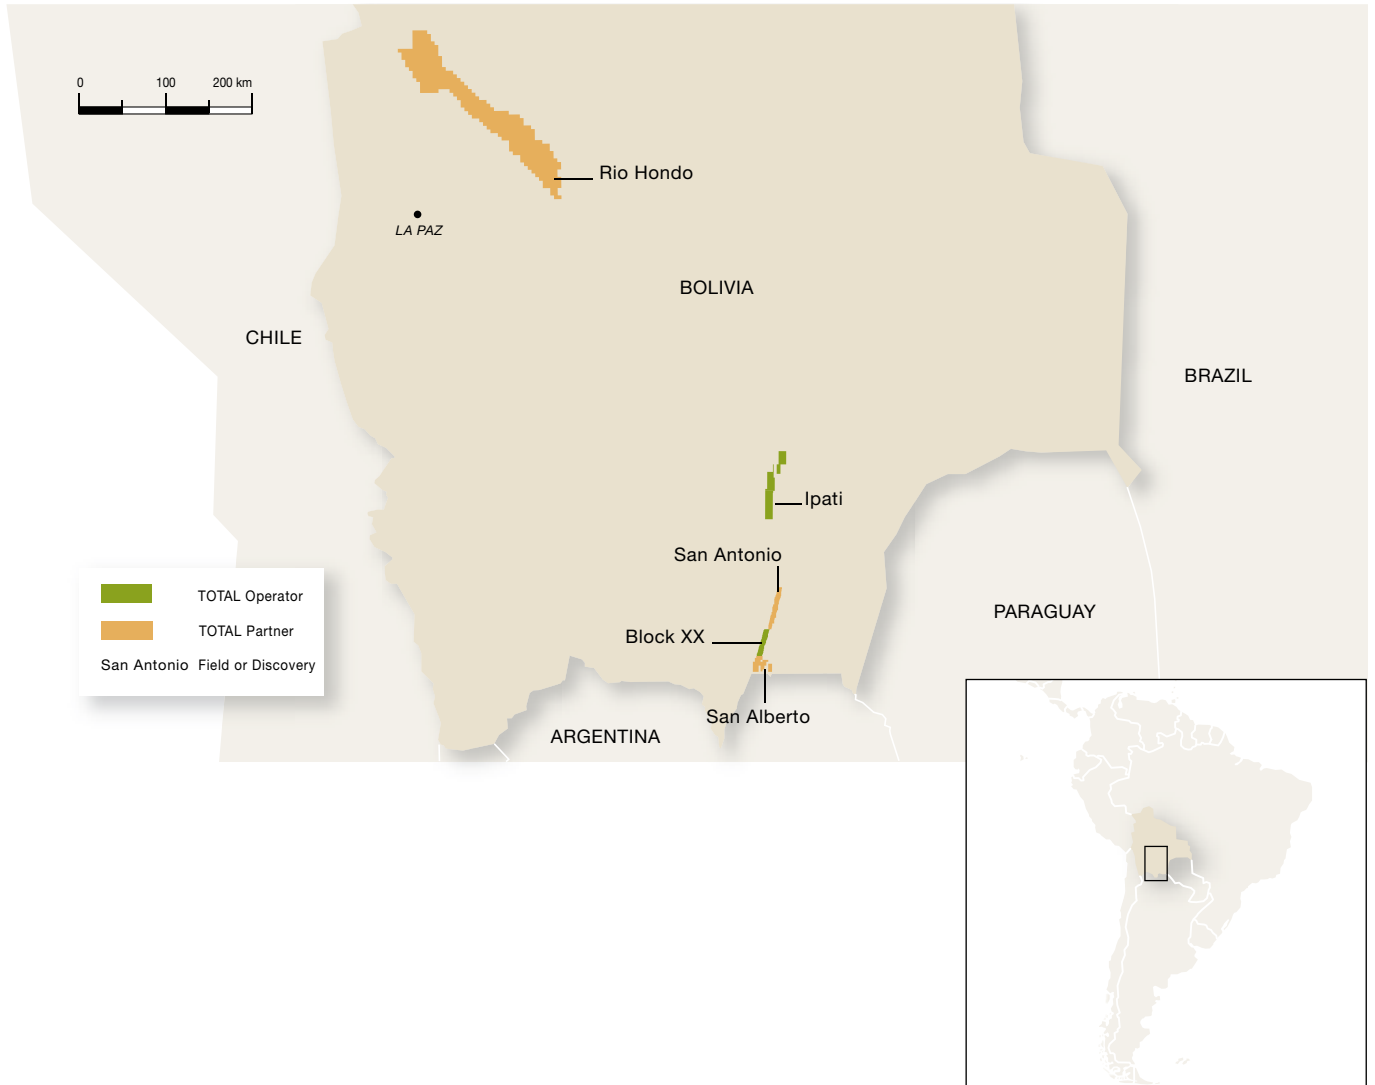 0 100 200 km
Rio Hondo
LA PAZ
BOLIVIA
CHILE
BRAZIL
Ipati
San Antonio
TOTAL Operator
PARAGUAY
TOTAL Partner
Block XX
San Antonio Field or Discovery
San Alberto
ARGENTINA